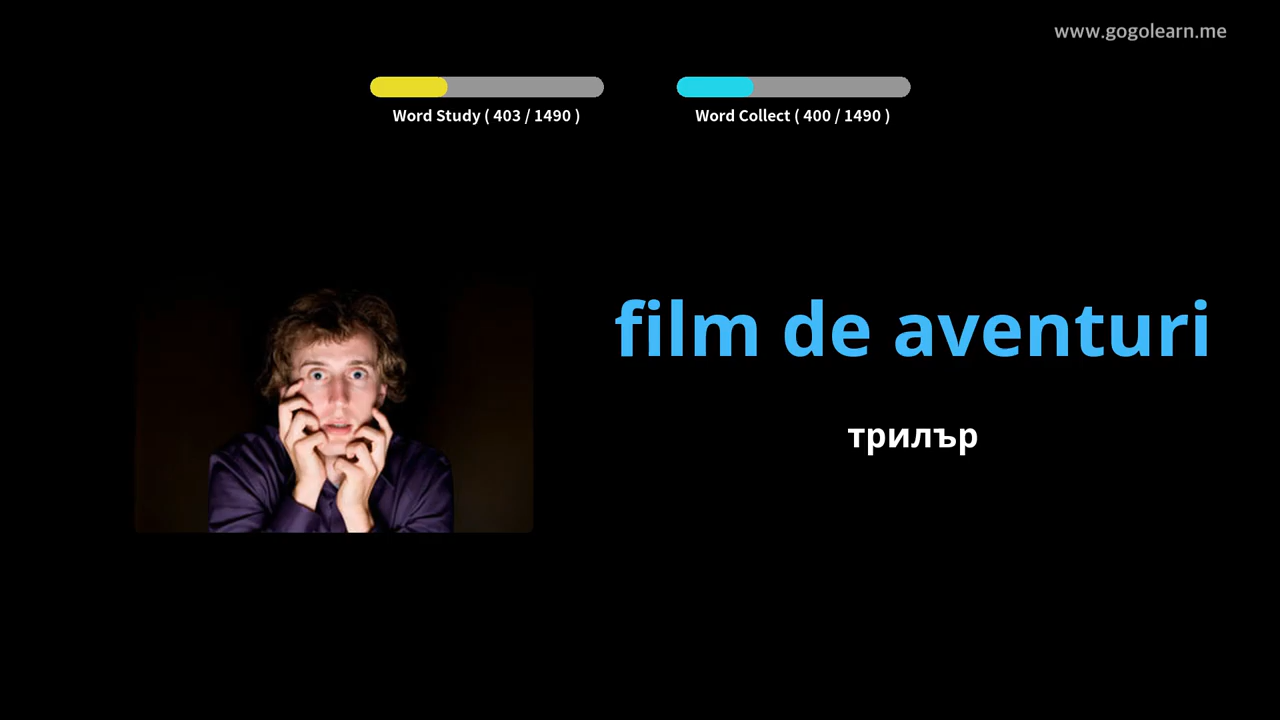 www.gogolearn.me
Word Study ( 403 / 1490 )
Word Collect ( 400 / 1490 )
film de aventuri
трилър